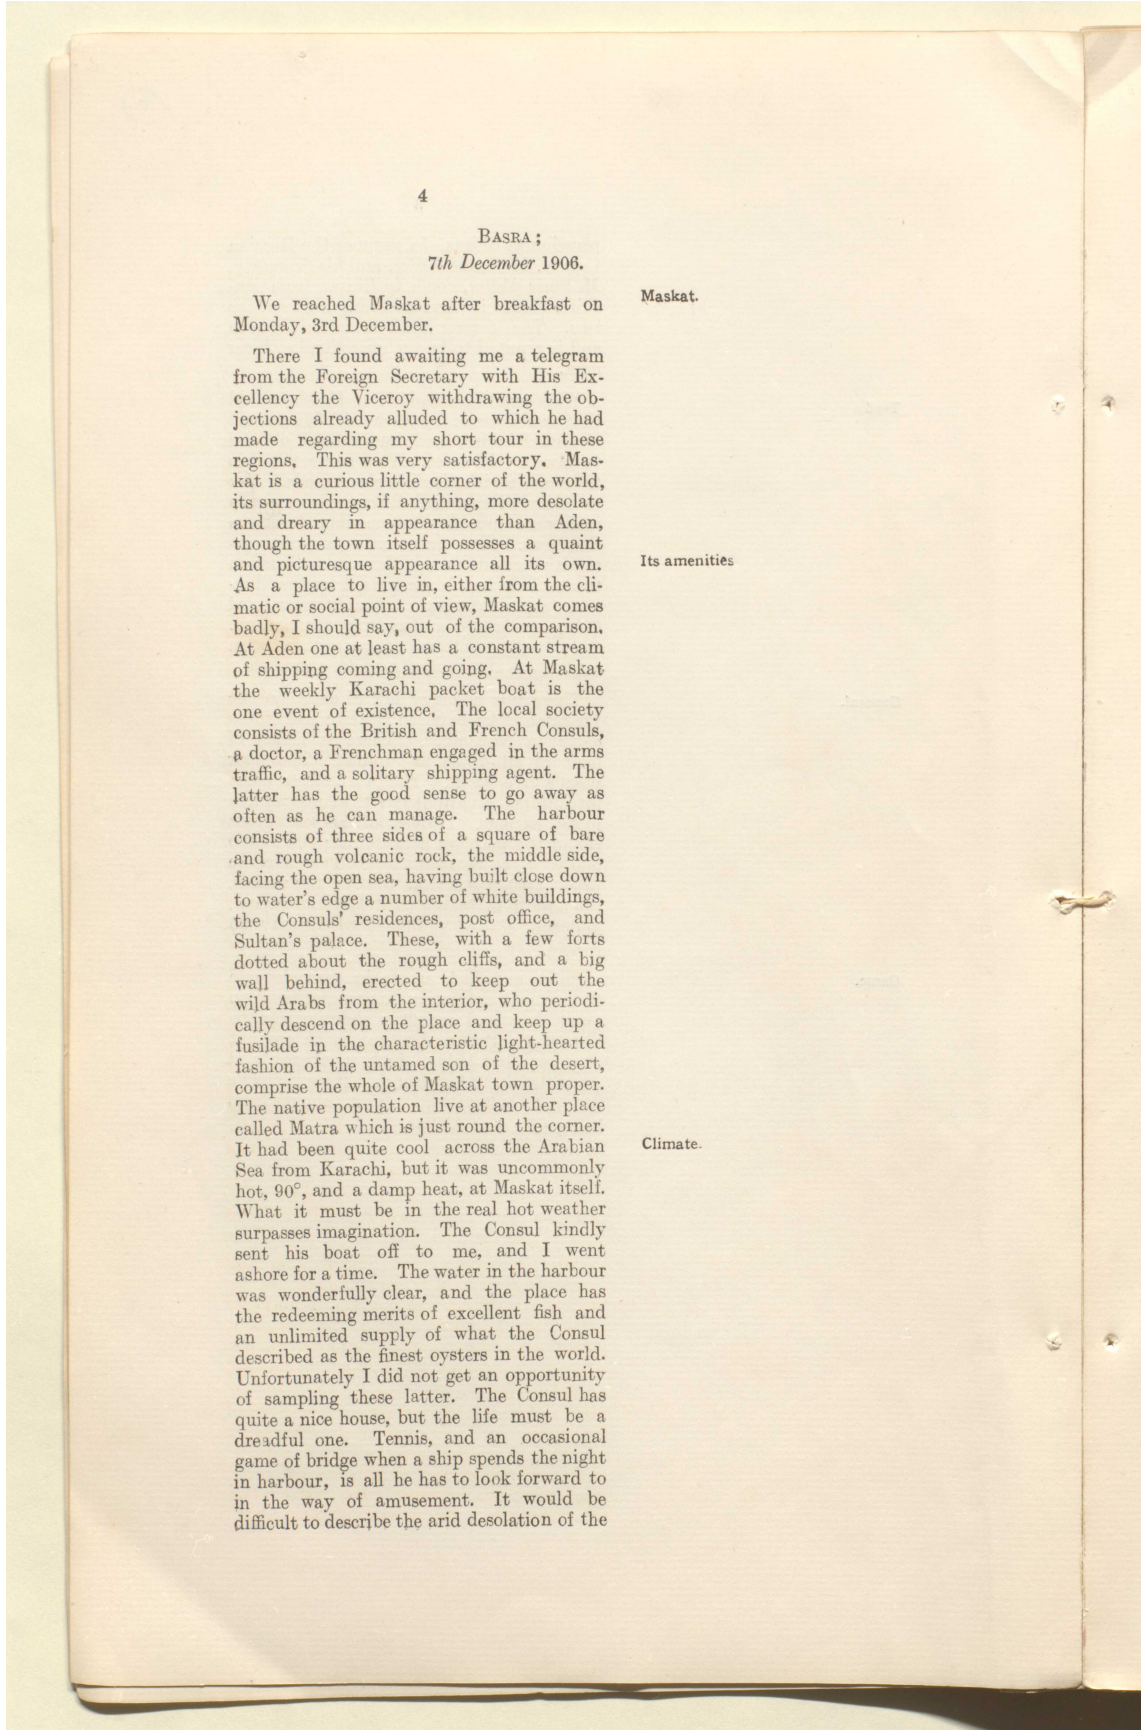 4
BASRA;
7th December 1906.
Maskat.
We reached Maskat after breakfast on
Monday, 3rd December.
There I found awaiting me a telegram
from the Foreign Secretary with His Ex-
cellency the Viceroy withdrawing the ob-
jections already alluded to which he had
made regarding my short tour in these
regions. This was very satisfactory. Mas-
kat is a curious little corner of the world,
its surroundings, if anything, more desolate
and dreary in appearance than Aden,
though the town itself possesses a quaint
Its amenities
and picturesque appearance all its own.
As a place to live in, either from the cli-
matic or social point of view, Maskat comes
badly, I should say, out of the comparison.
At Aden one at least has a constant stream
of shipping coming and going. At Maskat
the weekly Karachi packet boat is the
one event of existence. The local society
consists of the British and French Consuls,
a doctor, a Frenchman engaged in the arms
traffic, and a solitary shipping agent. The
latter has the good sense to go away as
often as he can manage. The harbour
consists of three sides of a square of bare
and rough volcanic rock, the middle side,
facing the open sea, having built close down
to water's edge a number of white buildings,
the Consuls' residences, post office, and
Sultan's palace. These, with a few forts
dotted about the rough cliffs, and a big
wall behind, erected to keep out the
wild Arabs from the interior, who periodi-
cally descend on the place and keep up a
fusilade in the characteristic light-hearted
fashion of the untamed son of the desert,
comprise the whole of Maskat town proper.
The native population live at another place
called Matra which is just round the corner.
Climate.
It had been quite cool across the Arabian
Sea from Karachi, but it was uncommonly
hot, 90°, and a damp heat, at Maskat itself.
What it must be in the real hot weather
surpasses imagination. The Consul kindly
sent his boat off to me, and I went
ashore for a time. The water in the harbour
was wonderfully clear, and the place has
the redeeming merits of excellent fish and
an unlimited supply of what the Consul
described as the finest oysters in the world.
Unfortunately I did not get an opportunity
of sampling these latter. The Consul has
quite a nice house, but the life must be a
dreadful one. Tennis, and an occasional
game of bridge when a ship spends the night
in harbour, is all he has to look forward to
in the way of amusement. It would be
difficult to describe the arid desolation of the